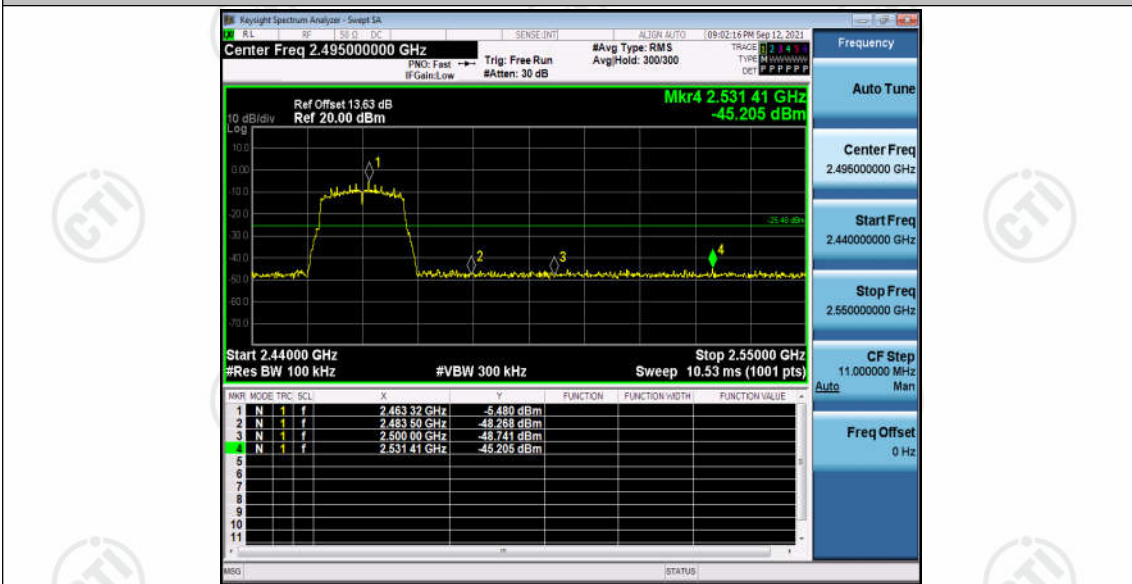 Keysight Spectrum Analyzer - Swept SA
RL RF 50 Ω DC SENSE:INT ALIGN AUTO 09:02:16 PM Sep 12, 2021
Center Freq 2.495000000 GHz
PNO: Fast
IFGain:Low
Trig: Free Run
#Atten: 30 dB
#Avg Type: RMS
Avg|Hold: 300/300
TRACE 1 2 3 4 5 6
TYPE M W W W W W
DET P P P P P P
Mkr4 2.531 41 GHz
-45.205 dBm
Ref Offset 13.63 dB
10 dB/div Ref 20.00 dBm
Log
10.0
0.00
-10.0
-20.0
-30.0
-40.0
-50.0
-60.0
-70.0
1
2
3
4
-25.48 dBm
Start 2.44000 GHz Stop 2.55000 GHz
#Res BW 100 kHz #VBW 300 kHz Sweep 10.53 ms (1001 pts)
MKR MODE TRC SCL X Y FUNCTION FUNCTION WIDTH FUNCTION VALUE
1 N 1 f 2.463 32 GHz -5.480 dBm
2 N 1 f 2.483 50 GHz -48.268 dBm
3 N 1 f 2.500 00 GHz -48.741 dBm
4 N 1 f 2.531 41 GHz -45.205 dBm
5
6
7
8
9
10
11
MSG STATUS
Frequency
Auto Tune
Center Freq
2.495000000 GHz
Start Freq
2.440000000 GHz
Stop Freq
2.550000000 GHz
CF Step
11.000000 MHz
Auto Man
Freq Offset
0 Hz
CTI
CTI
CTI
CTI